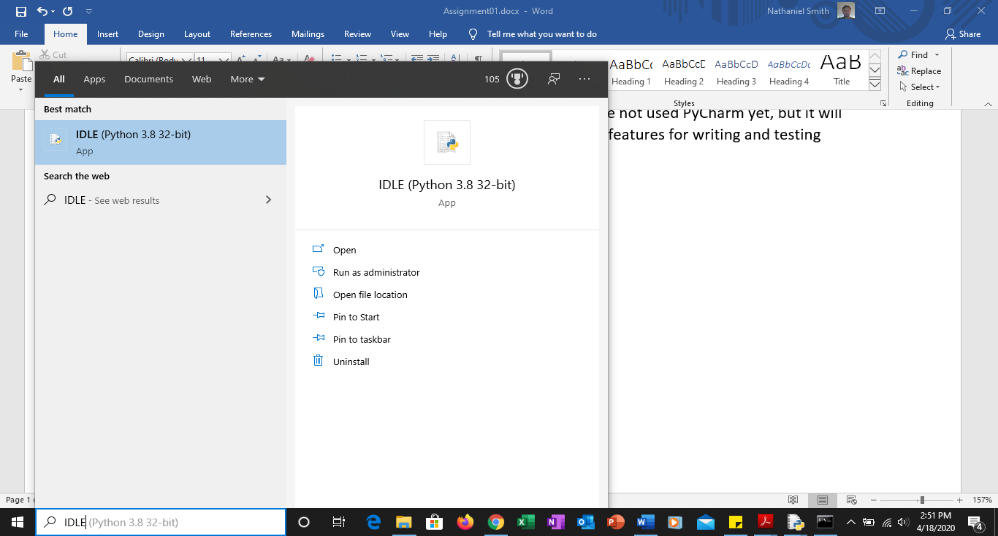 Assignment01.docx - Word
Nathaniel Smith
File Home Insert Design Layout References Mailings Review View Help Tell me what you want to do Share
Cut
Paste
AaBbCc AaBbCcD AaBbCcD AaBbCcDc AaB
Heading 1 Heading 2 Heading 3 Heading 4 Title
Styles
Find
Replace
Select
Editing
All Apps Documents Web More 105
Best match
IDLE (Python 3.8 32-bit)
App
Search the web
IDLE - See web results
IDLE (Python 3.8 32-bit)
App
Open
Run as administrator
Open file location
Pin to Start
Pin to taskbar
Uninstall
not used PyCharm yet, but it will
features for writing and testing
Page 1
157%
IDLE (Python 3.8 32-bit)
2:51 PM
4/18/2020
4